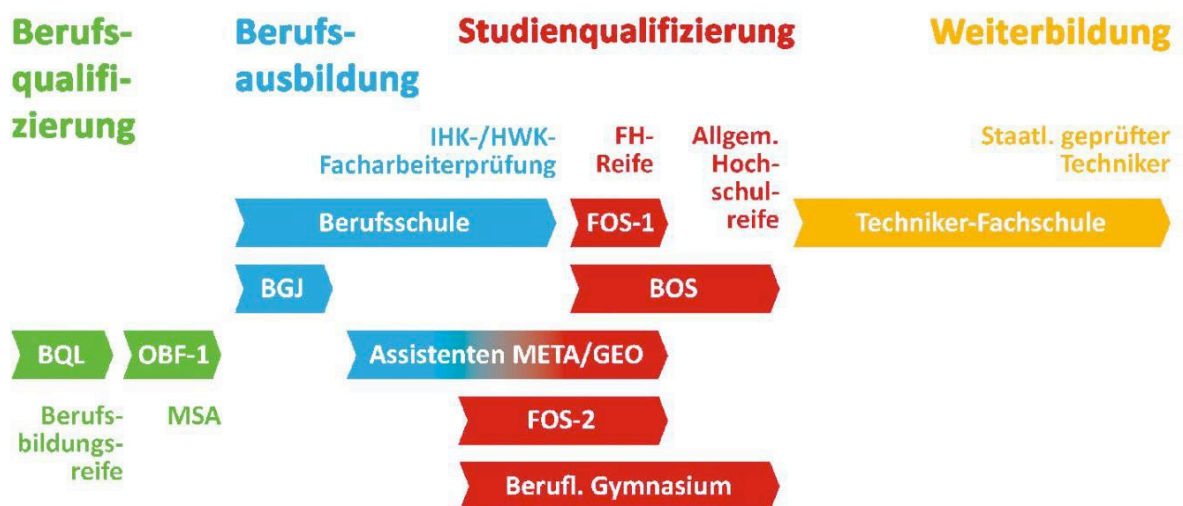 Berufs-
qualifi-
zierung
Berufs-
ausbildung
Studienqualifizierung
Weiterbildung
IHK-/HWK-
Facharbeiterprüfung
FH-
Reife
Allgem.
Hoch-
schul-
reife
Staatl. geprüfter
Techniker
Berufsschule
FOS-1
Techniker-Fachschule
BGJ
BOS
BQL
OBF-1
Assistenten META/GEO
Berufs-
bildungs-
reife
MSA
FOS-2
Berufl. Gymnasium